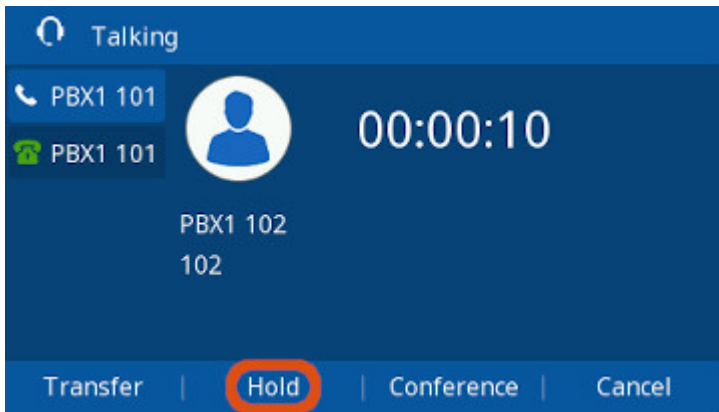 Talking
PBX1 101
PBX1 101
00:00:10
PBX1 102
102
Transfer | Hold | Conference | Cancel